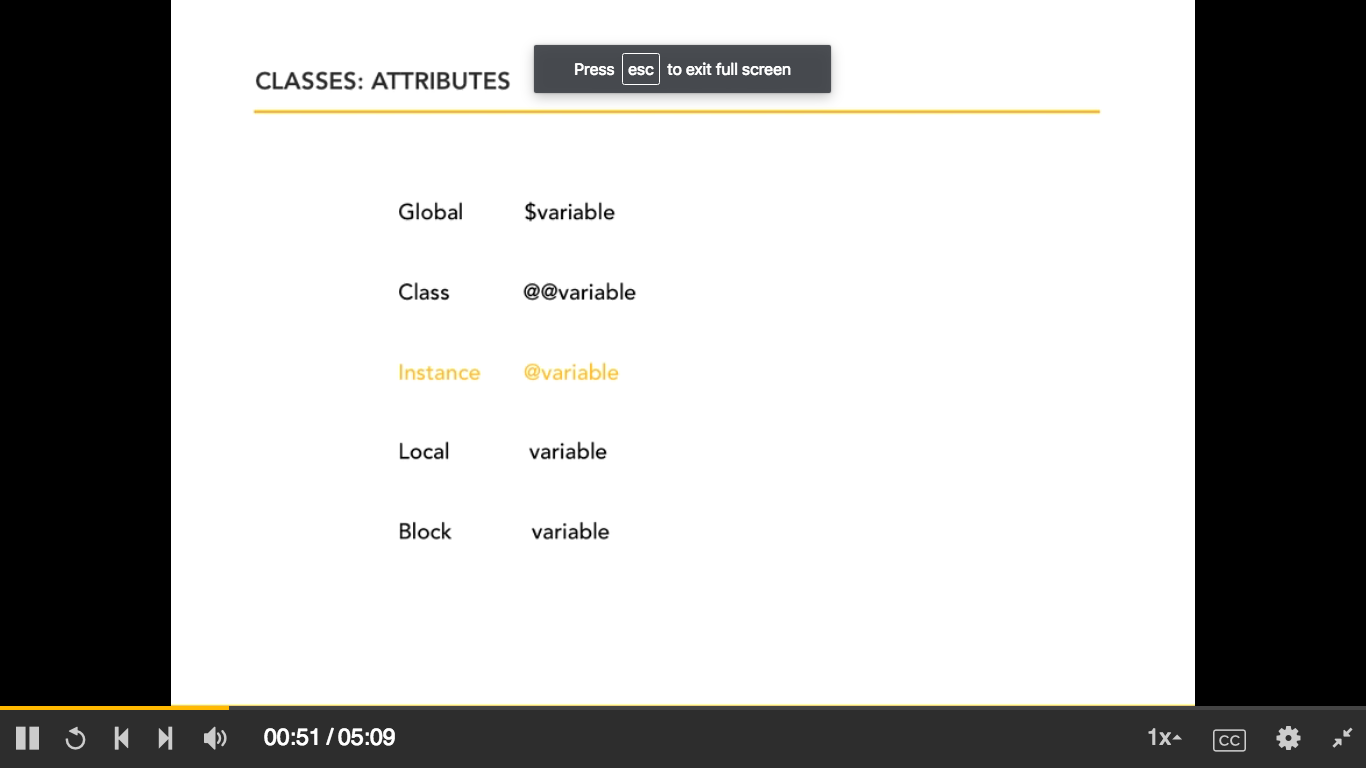 CLASSES: ATTRIBUTES
Press esc to exit full screen
Global $variable
Class @@variable
Instance @variable
Local variable
Block variable
00:51 / 05:09
1x
CC